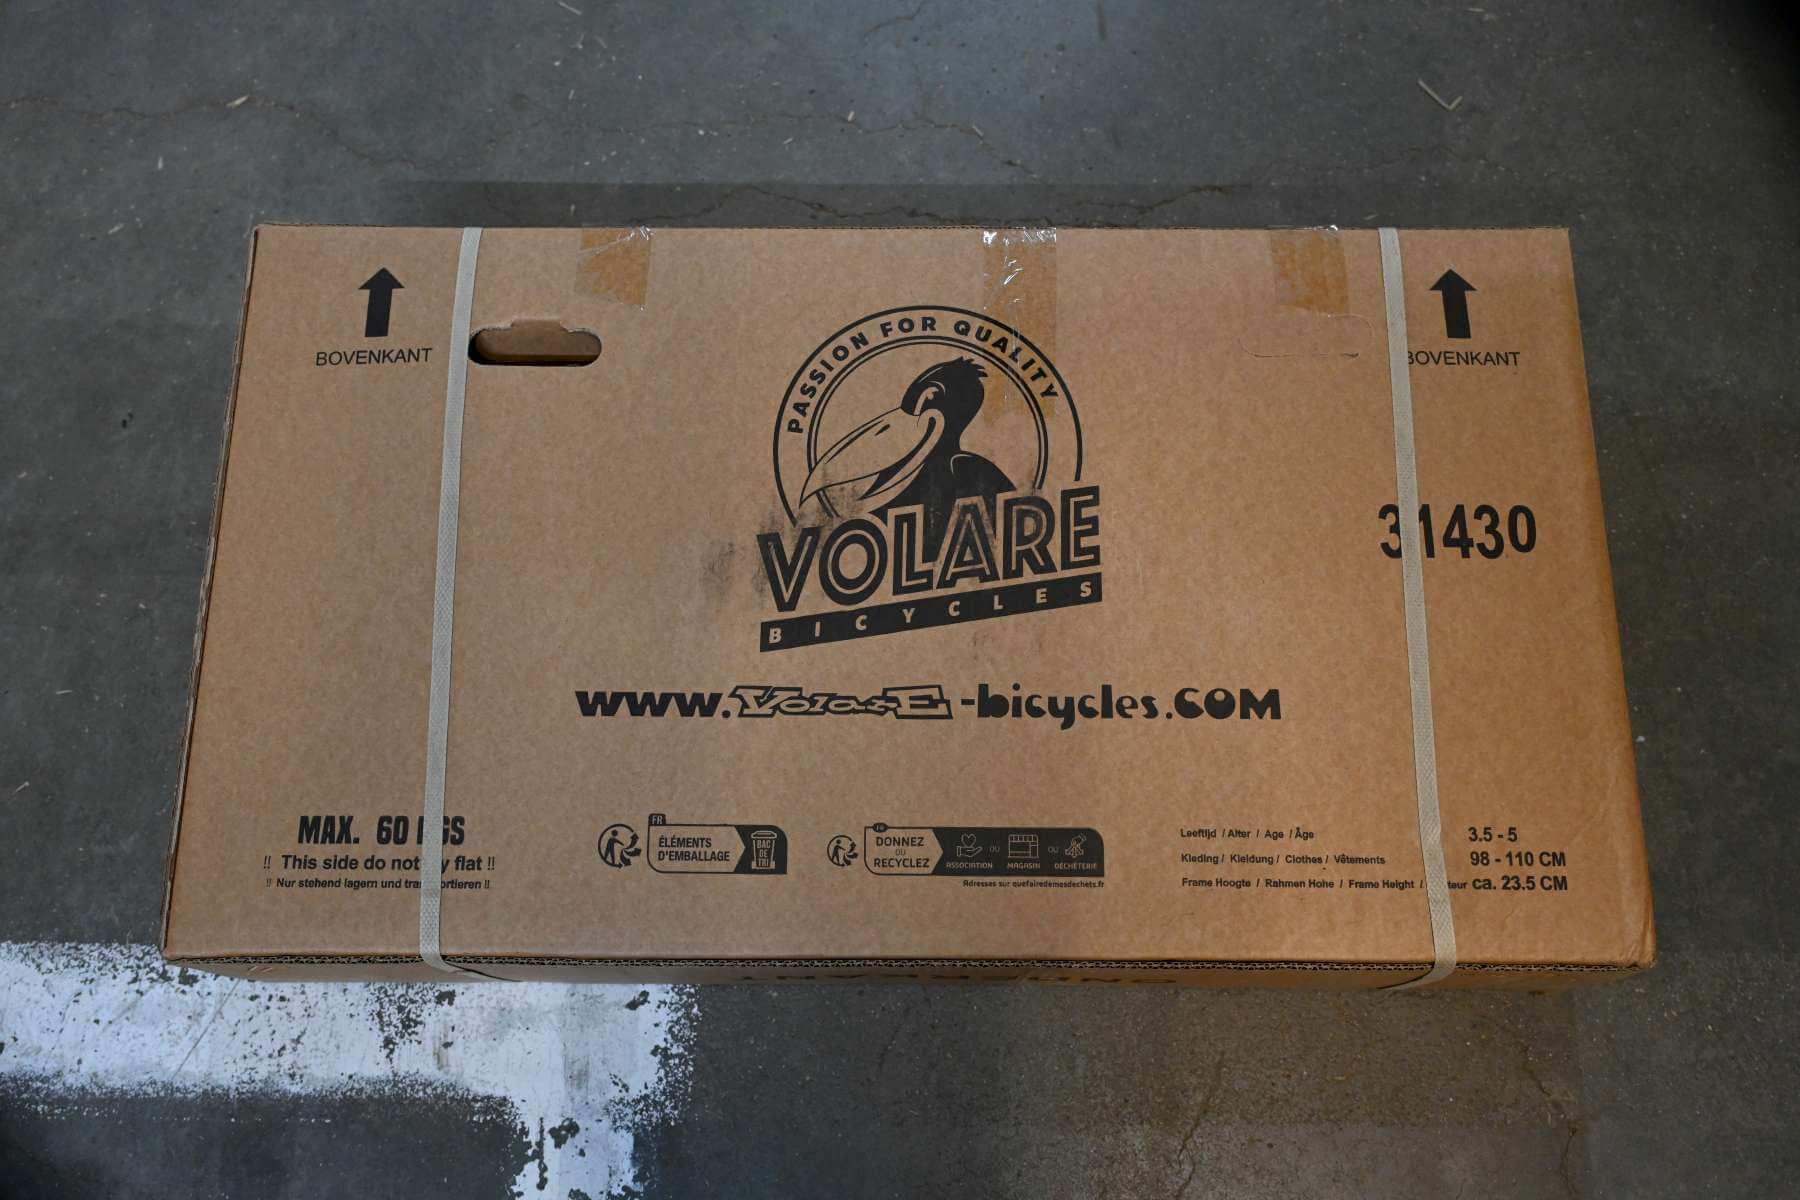 BOVENKANT
BOVENKANT
PASSION FOR QUALITY
VOLARE
BICYCLES
31430
www.VolarE-bicycles.COM
MAX. 60
!! This side do not flat !!
!! Nur stehend lagern und !!
FR
ÉLÉMENTS
D'EMBALLAGE
BAC
DE
TRI
FR
DONNEZ
OU
RECYCLEZ
ASSOCIATION OU MAGASIN OU DÉCHÈTERIE
Adresses sur quefairedemesdechets.fr
Leeftijd / Alter / Age / Âge 3.5 - 5
Kleding / Kleidung / Clothes / Vêtements 98 - 110 CM
Frame Hoogte / Rahmen Hohe / Frame Height / ca. 23.5 CM